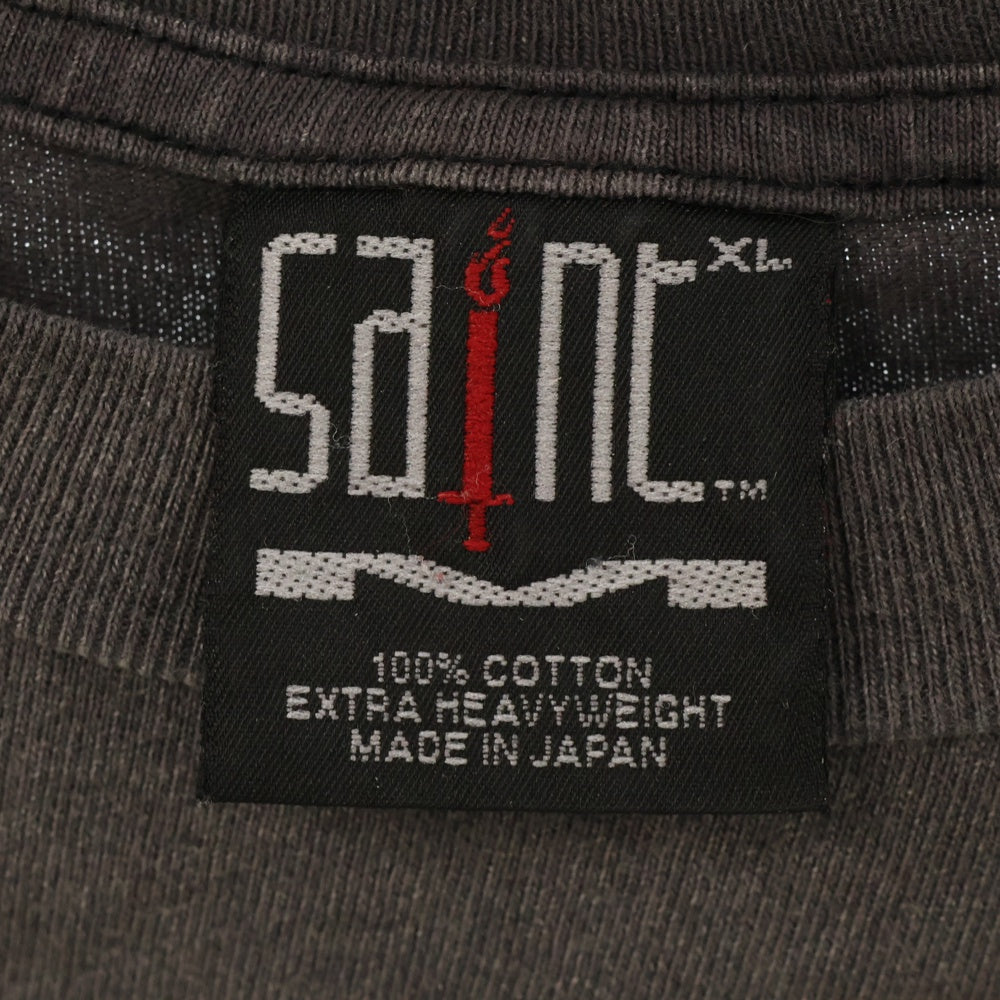 saint XL
TM
100% COTTON
EXTRA HEAVYWEIGHT
MADE IN JAPAN